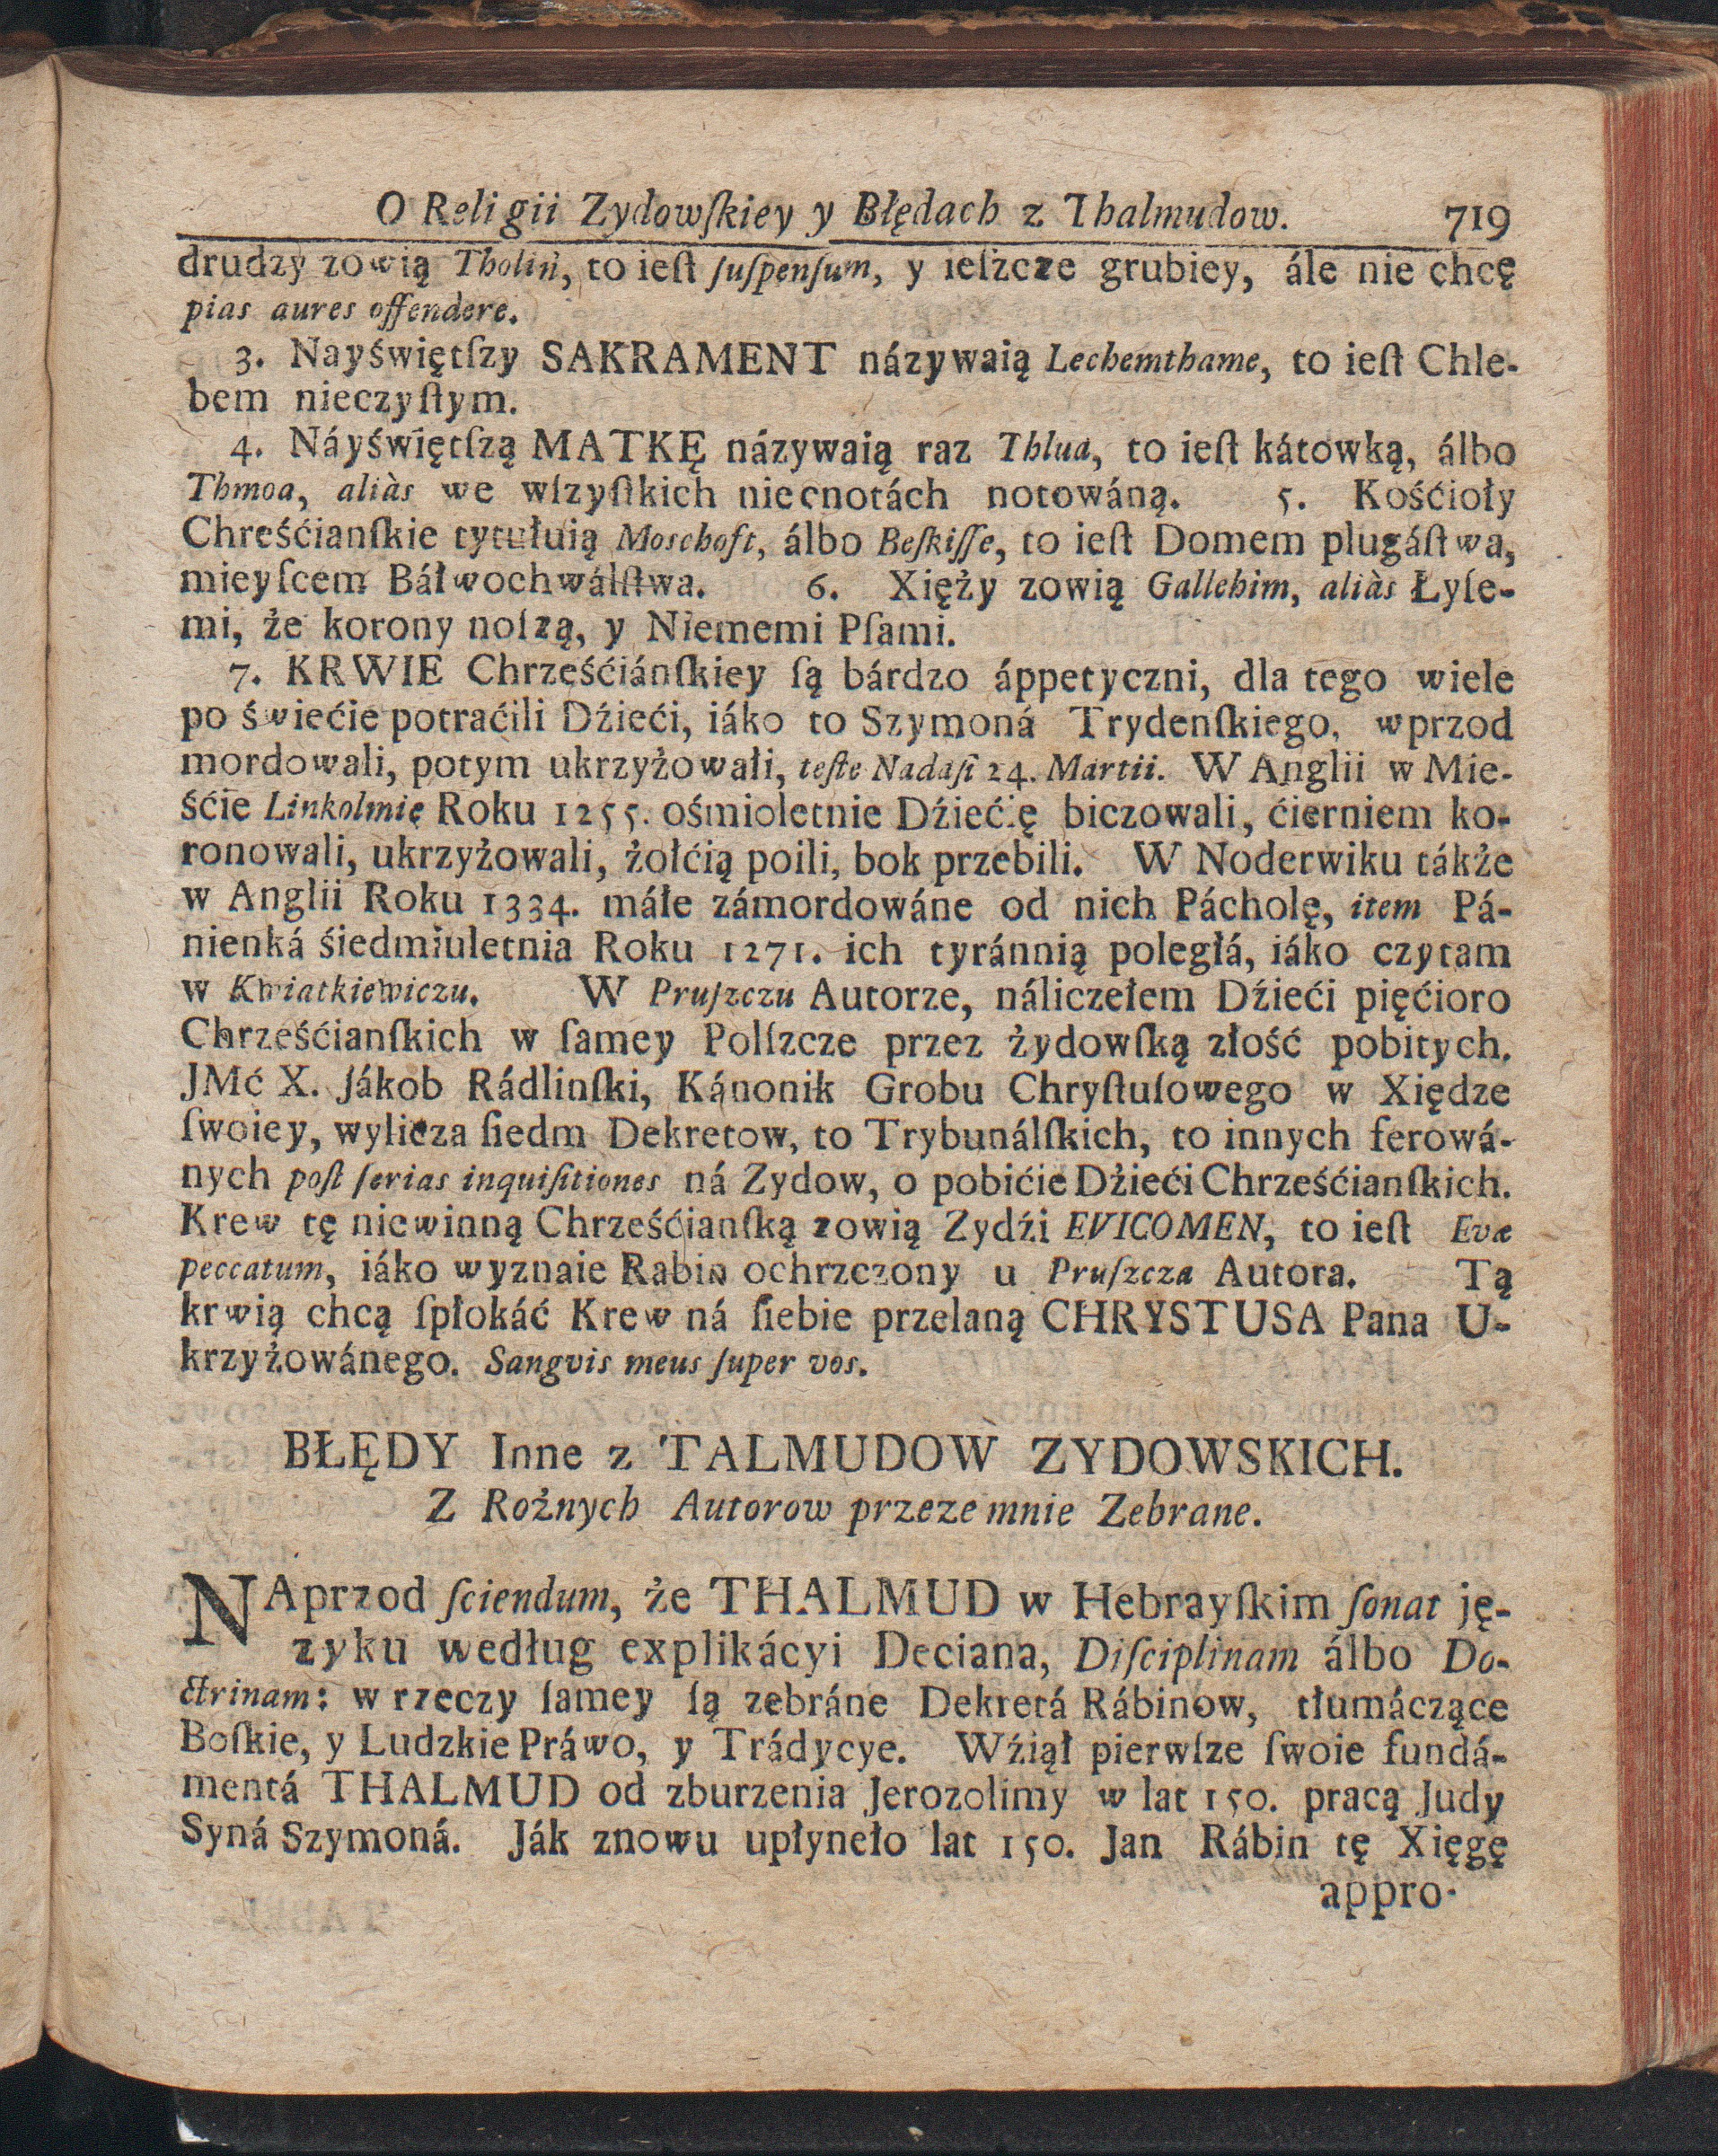 O Religii Zydowſkiey y Błędach z Thalmudow. 719
drudzy zowią Tholin, to ieſt ſuſpenſum, y ieſzcze grubiey, ále nie chcę
pias aures offendere.
3. Nayświętſzy SAKRAMENT názywaią Lechemthame, to ieſt Chle-
bem nieczyſtym.
4. Náyświętſzą MATKĘ názywaią raz Thlua, to ieſt kátowką, álbo
Thmoa, aliàs we wſzyſtkich niecnotách notowáną. 5. Kośćioły
Chreśćianſkie tytułuią Moschoft, álbo Beſkiſſe, to ieſt Domem plugáſtwa,
mieyſcem Báłwochwálſtwa. 6. Xięży zowią Gallehim, aliàs Łyſe-
mi, że korony noſzą, y Niememi Pſami.
7. KRWIE Chrześćiánſkiey ſą bárdzo áppetyczni, dla tego wiele
po świećie potraćili Dźieći, iáko to Szymoná Trydenſkiego, wprzod
mordowali, potym ukrzyżowali, teſte Nadaſi 24. Martii. W Anglii w Mie-
śćie Linkolmię Roku 1255. ośmioletnie Dźiećię biczowali, ćierniem ko-
ronowali, ukrzyżowali, żołćią poili, bok przebili. W Noderwiku tákże
w Anglii Roku 1334. máłe zámordowáne od nich Pácholę, item Pá-
nienká śiedmiuletnia Roku 1271. ich tyránnią poległá, iáko czytam
w Kwiatkiewiczu. W Pruſzczu Autorze, náliczełem Dźieći pięćioro
Chrześćianſkich w ſamey Polſzcze przez żydowſką złość pobitych.
JMć X. Jákob Rádlinſki, Kánonik Grobu Chryſtuſowego w Xiędze
ſwoiey, wylicza ſiedm Dekretow, to Trybunálſkich, to innych ferowá-
nych poſt ſerias inquiſitiones ná Zydow, o pobićie Dżieći Chrześćianſkich.
Krew tę niewinną Chrześćianſką zowią Zydźi EVICOMEN, to ieſt Evæ
peccatum, iáko wyznaie Rabin ochrzczony u Pruſzcza Autora. Tą
krwią chcą ſpłokáć Krew ná ſiebie przelaną CHRYSTUSA Pana U-
krzyżowánego. Sangvis meus ſuper vos.
BŁĘDY Inne z TALMUDOW ZYDOWSKICH.
Z Rożnych Autorow przezemnie Zebrane.
NAprzod ſciendum, że THALMUD w Hebrayſkim ſonat ję-
zyku według explikácyi Deciana, Diſciplinam álbo Do-
ctrinam: w rzeczy ſamey ſą zebráne Dekretá Rábinow, tłumáczące
Boſkie, y Ludzkie Práwo, y Trádycye. Wźiął pierwſze ſwoie fundá-
mentá THALMUD od zburzenia Jerozolimy w lat 150. pracą Judy
Syná Szymoná. Ják znowu upłyneło lat 150. Jan Rábin tę Xięgę
appro-